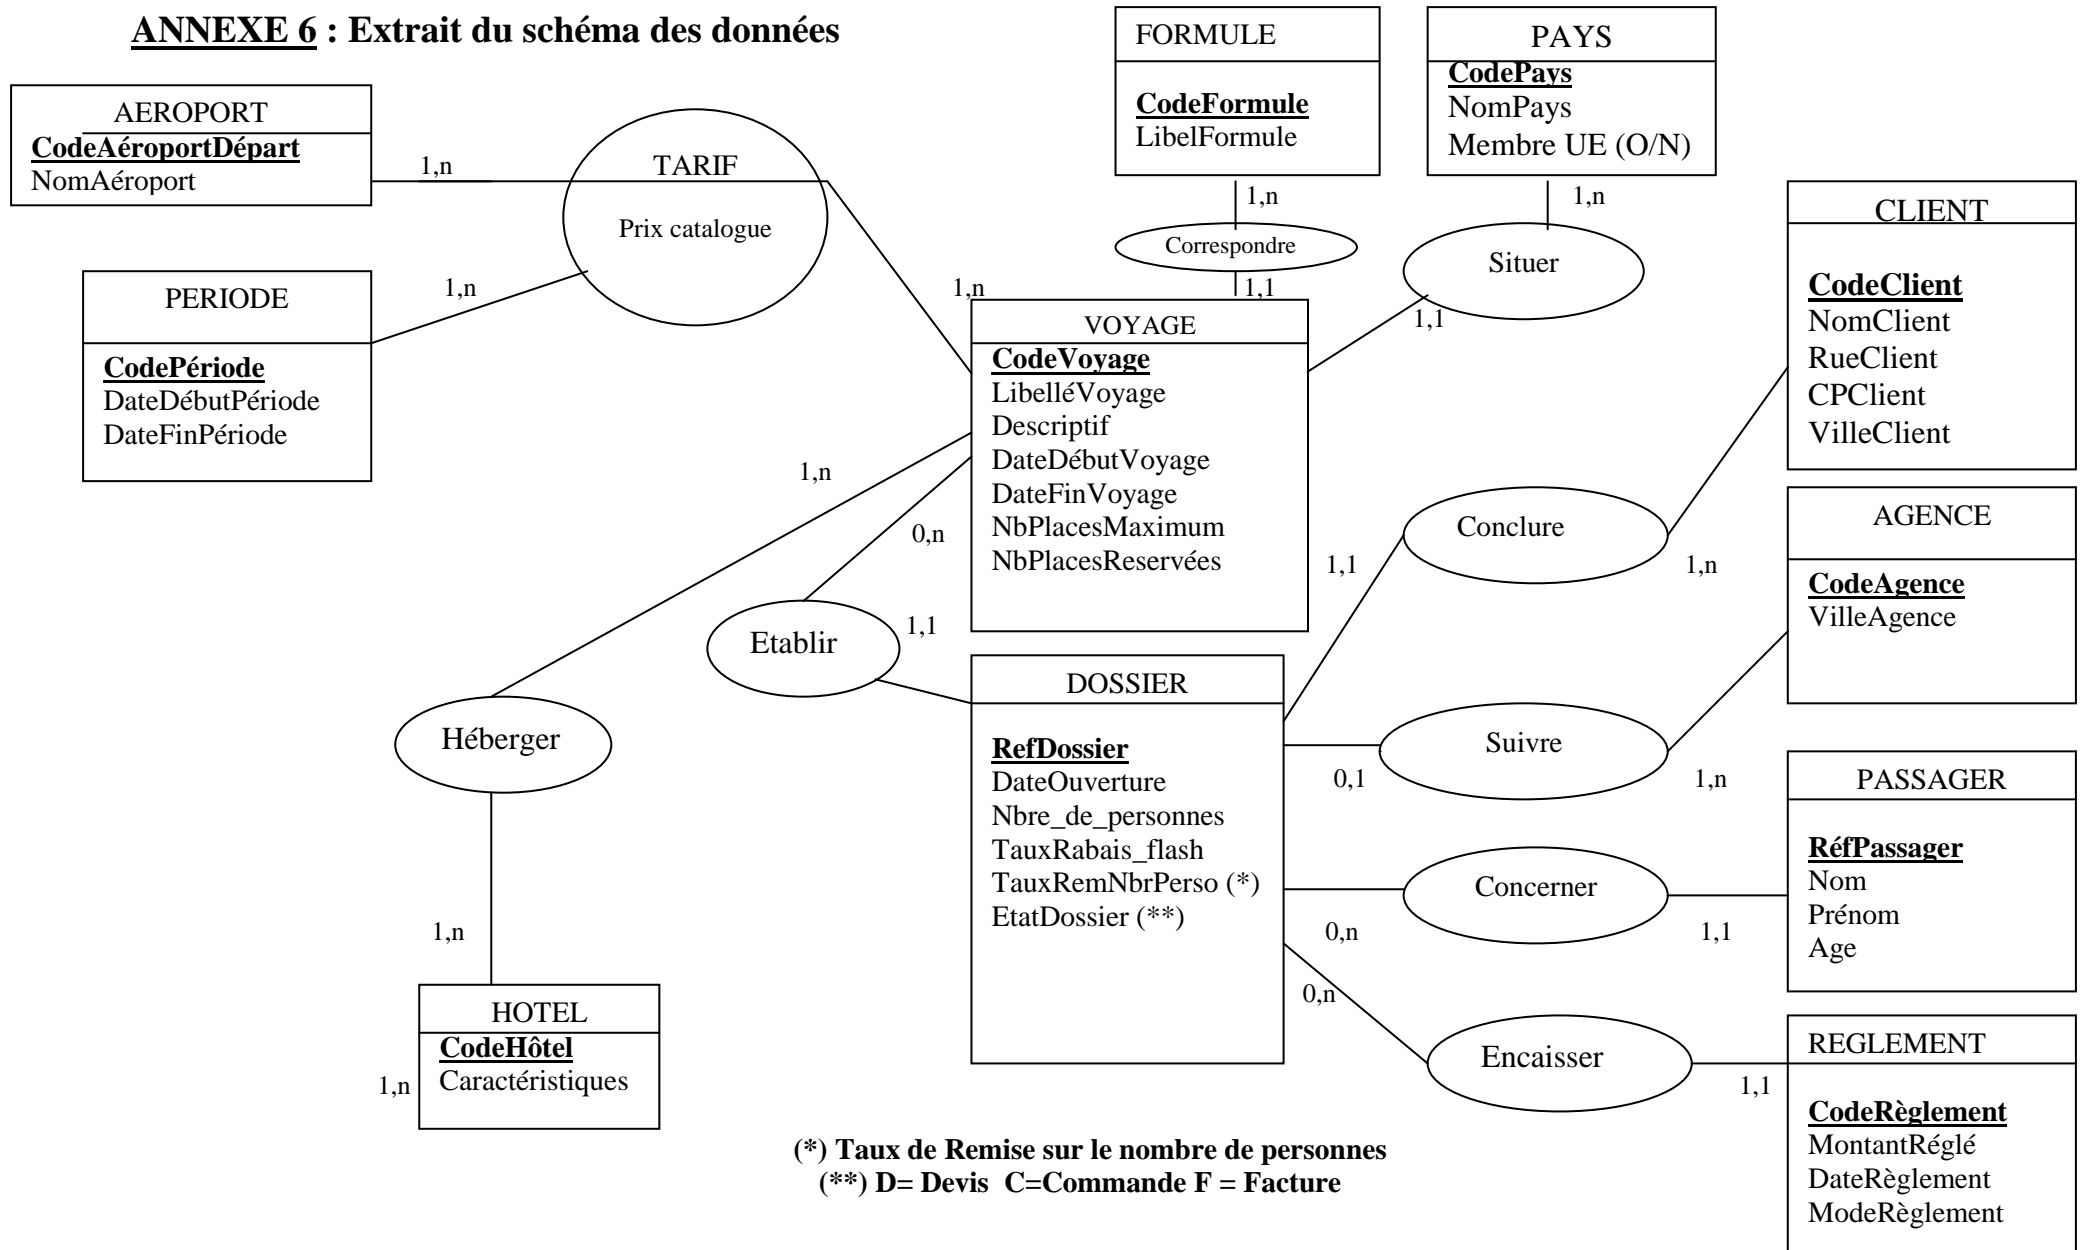 ANNEXE 6 : Extrait du schéma des données
AEROPORT
CodeAéroportDépart
NomAéroport
1,n
TARIF
Prix catalogue
PERIODE
CodePériode
DateDébutPériode
DateFinPériode
1,n
1,n
FORMULE
CodeFormule
LibelFormule
1,n
Correspondre
1,1
PAYS
CodePays
NomPays
Membre UE (O/N)
1,n
Situer
1,1
VOYAGE
CodeVoyage
LibelléVoyage
Descriptif
DateDébutVoyage
DateFinVoyage
NbPlacesMaximum
NbPlacesReservées
CLIENT
CodeClient
NomClient
RueClient
CPClient
VilleClient
1,n
0,n
Etablir
1,1
Héberger
1,n
HOTEL
CodeHôtel
Caractéristiques
1,n
DOSSIER
RefDossier
DateOuverture
Nbre_de_personnes
TauxRabais_flash
TauxRemNbrPerso (*)
EtatDossier (**)
Conclure
1,1
1,n
AGENCE
CodeAgence
VilleAgence
Suivre
0,1
1,n
PASSAGER
RéfPassager
Nom
Prénom
Age
Concerner
0,n
1,1
0,n
Encaisser
1,1
REGLEMENT
CodeRèglement
MontantRéglé
DateRèglement
ModeRèglement
(*) Taux de Remise sur le nombre de personnes
(**) D= Devis C=Commande F = Facture